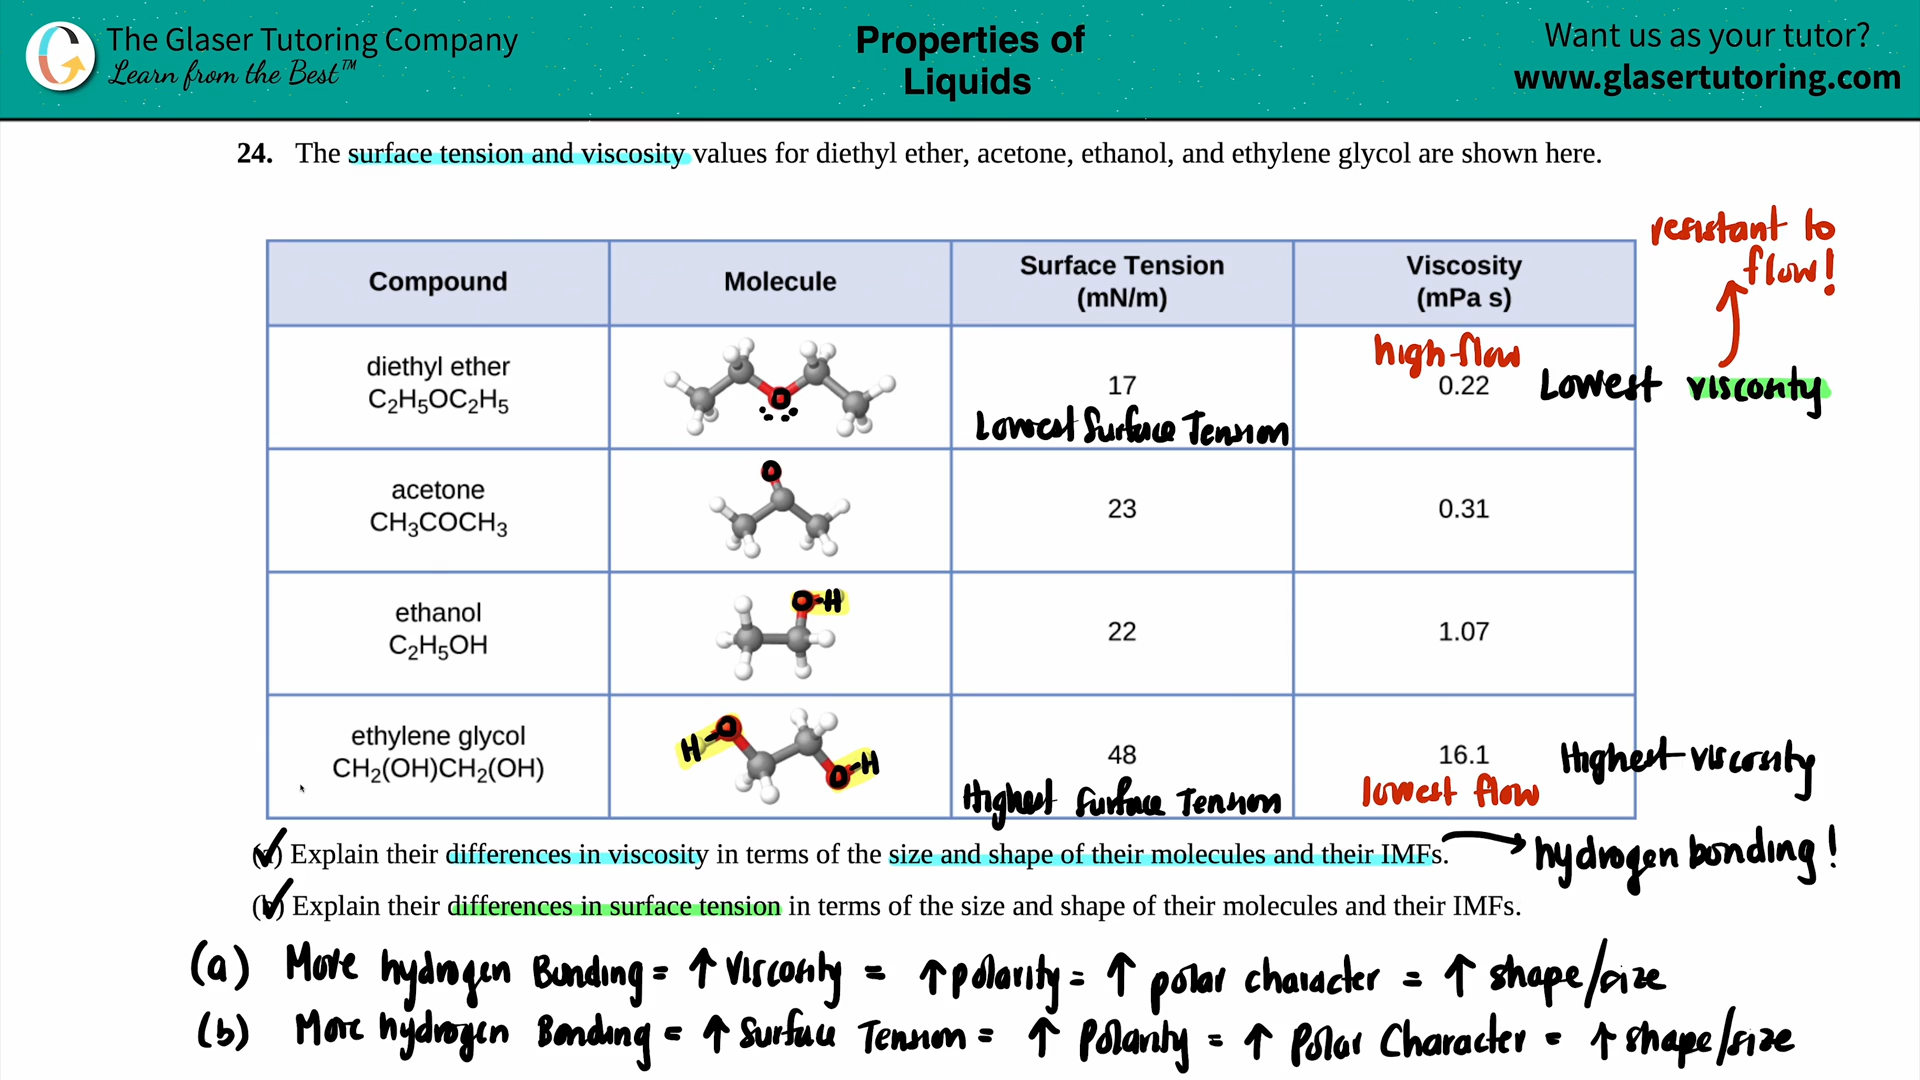 The Glaser Tutoring Company
Learn from the Best™
Properties of
Liquids
Want us as your tutor?
www.glasertutoring.com
24. The surface tension and viscosity values for diethyl ether, acetone, ethanol, and ethylene glycol are shown here.
resistant to
flow!
Compound Molecule Surface Tension (mN/m) Viscosity (mPa s)
diethyl ether
C₂H₅OC₂H₅
O
17
Lowest Surface Tension
high flow
0.22
Lowest viscosity
acetone
CH₃COCH₃
O
23
0.31
ethanol
C₂H₅OH
O-H
22
1.07
ethylene glycol
CH₂(OH)CH₂(OH)
H-O
O-H
48
Highest Surface Tension
16.1
lowest flow
Highest viscosity
(a) Explain their differences in viscosity in terms of the size and shape of their molecules and their IMFs.
hydrogen bonding!
(b) Explain their differences in surface tension in terms of the size and shape of their molecules and their IMFs.
(a) More hydrogen Bonding = ↑ Viscosity = ↑ polarity = ↑ polar character = ↑ shape/size
(b) More hydrogen Bonding = ↑ Surface Tension = ↑ Polarity = ↑ Polar Character = ↑ shape/size